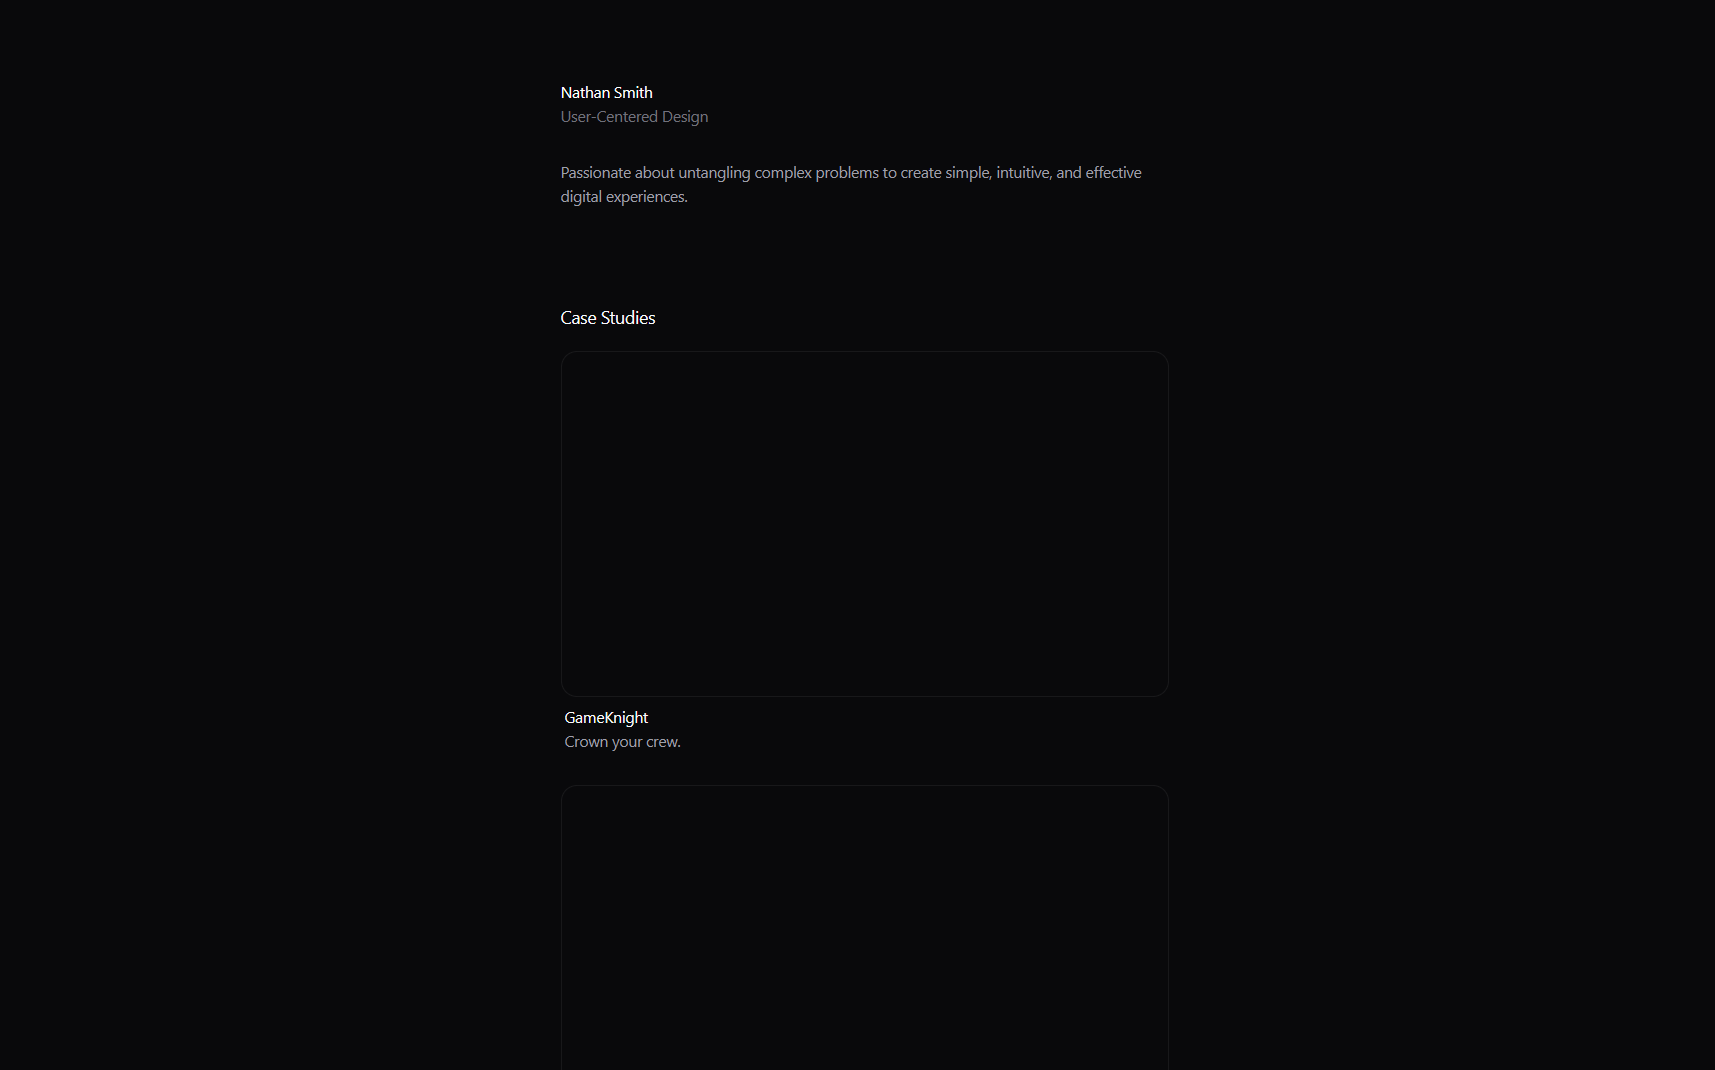 Nathan Smith
User-Centered Design
Passionate about untangling complex problems to create simple, intuitive, and effective
digital experiences.
Case Studies
GameKnight
Crown your crew.